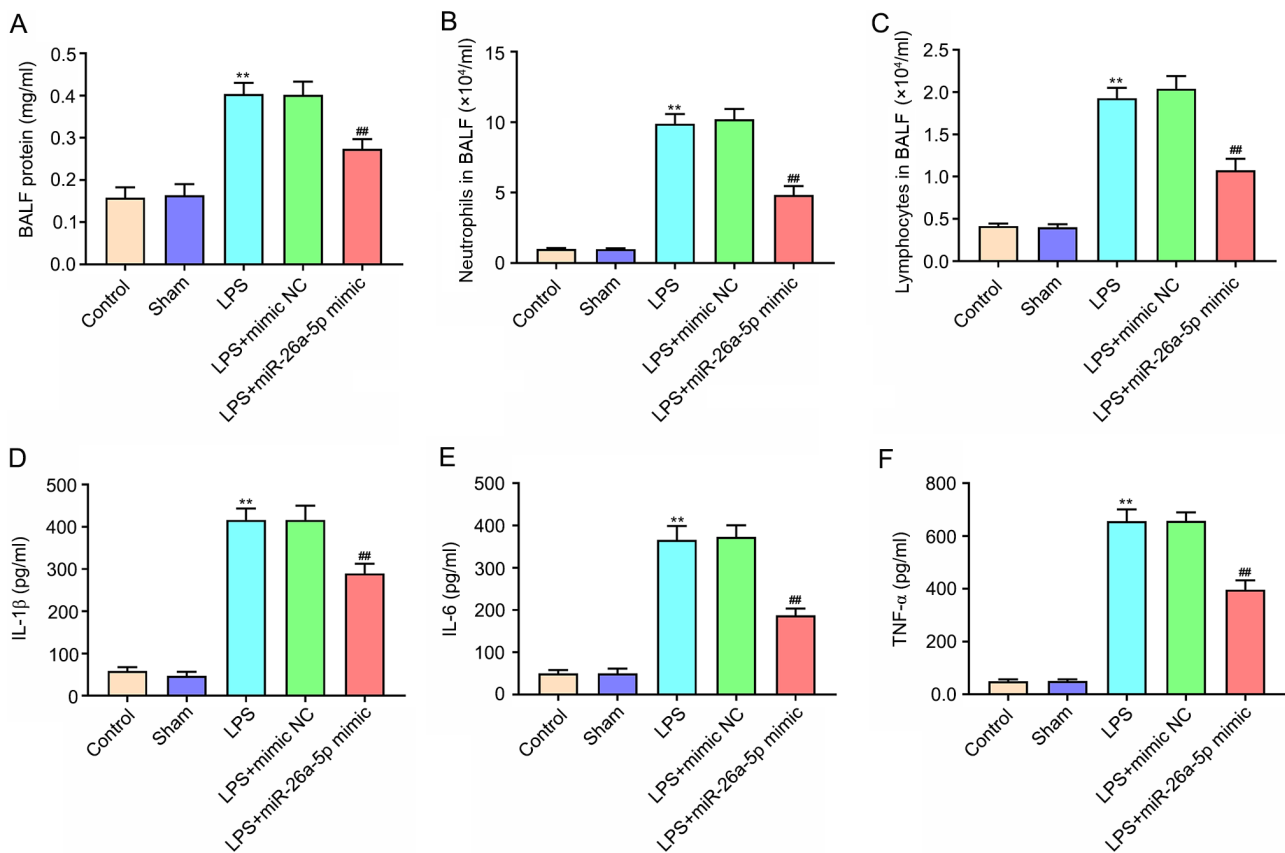 A
BALF protein (mg/ml)
0.5
0.4
0.3
0.2
0.1
0.0
**
##
Control
Sham
LPS
LPS+mimic NC
LPS+miR-26a-5p mimic
B
Neutrophils in BALF (×10⁴/ml)
15
10
5
0
**
##
Control
Sham
LPS
LPS+mimic NC
LPS+miR-26a-5p mimic
C
Lymphocytes in BALF (×10⁴/ml)
2.5
2.0
1.5
1.0
0.5
0.0
**
##
Control
Sham
LPS
LPS+mimic NC
LPS+miR-26a-5p mimic
D
IL-1β (pg/ml)
500
400
300
200
100
0
**
##
Control
Sham
LPS
LPS+mimic NC
LPS+miR-26a-5p mimic
E
IL-6 (pg/ml)
500
400
300
200
100
0
**
##
Control
Sham
LPS
LPS+mimic NC
LPS+miR-26a-5p mimic
F
TNF-α (pg/ml)
800
600
400
200
0.0
**
##
Control
Sham
LPS
LPS+mimic NC
LPS+miR-26a-5p mimic